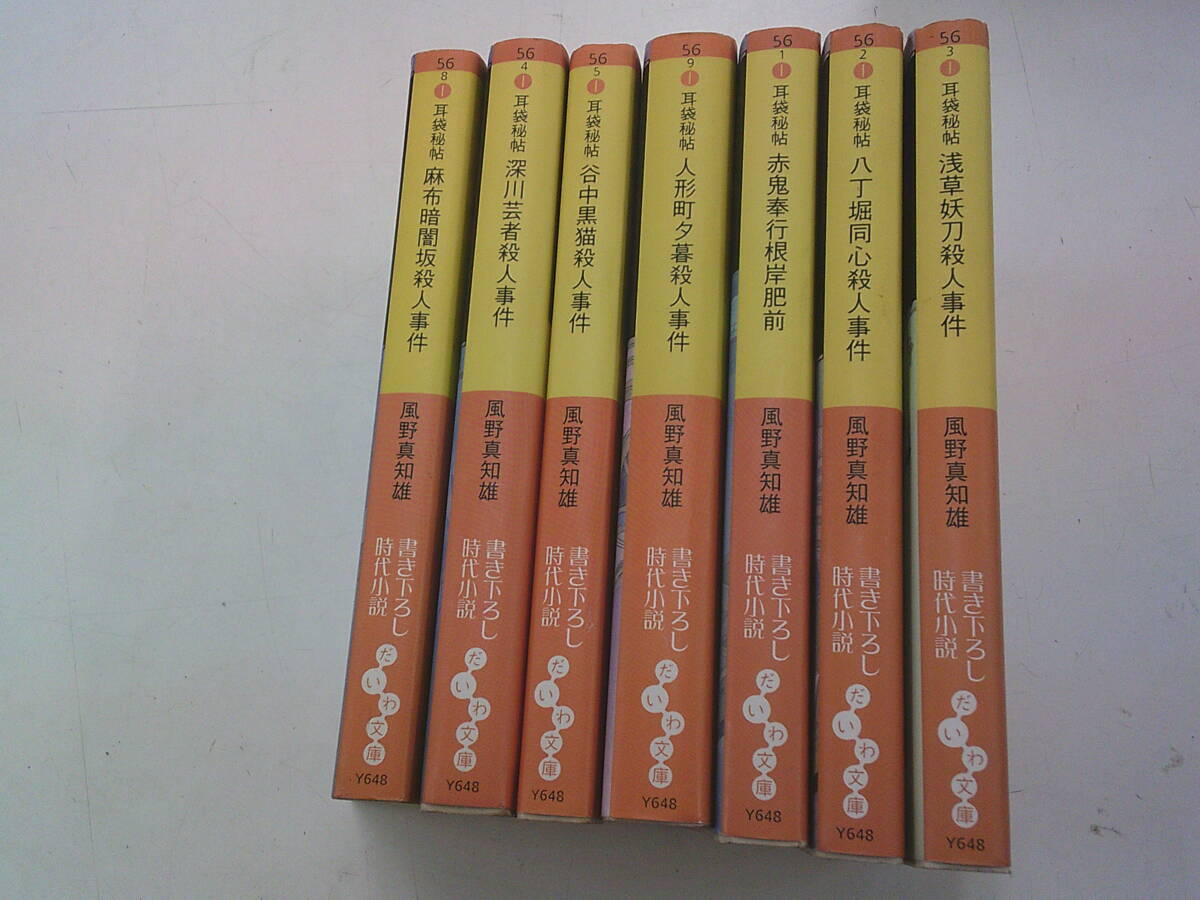 56
8-I
耳袋秘帖
麻布暗闇坂殺人事件
風野真知雄
書き下ろし
時代小説
だいわ文庫
Y648
56
4-I
耳袋秘帖
深川芸者殺人事件
風野真知雄
書き下ろし
時代小説
だいわ文庫
Y648
56
5-I
耳袋秘帖
谷中黒猫殺人事件
風野真知雄
書き下ろし
時代小説
だいわ文庫
Y648
56
9-I
耳袋秘帖
人形町夕暮殺人事件
風野真知雄
書き下ろし
時代小説
だいわ文庫
Y648
56
1-I
耳袋秘帖
赤鬼奉行根岸肥前
風野真知雄
書き下ろし
時代小説
だいわ文庫
Y648
56
2-I
耳袋秘帖
八丁堀同心殺人事件
風野真知雄
書き下ろし
時代小説
だいわ文庫
Y648
56
3-I
耳袋秘帖
浅草妖刀殺人事件
風野真知雄
書き下ろし
時代小説
だいわ文庫
Y648